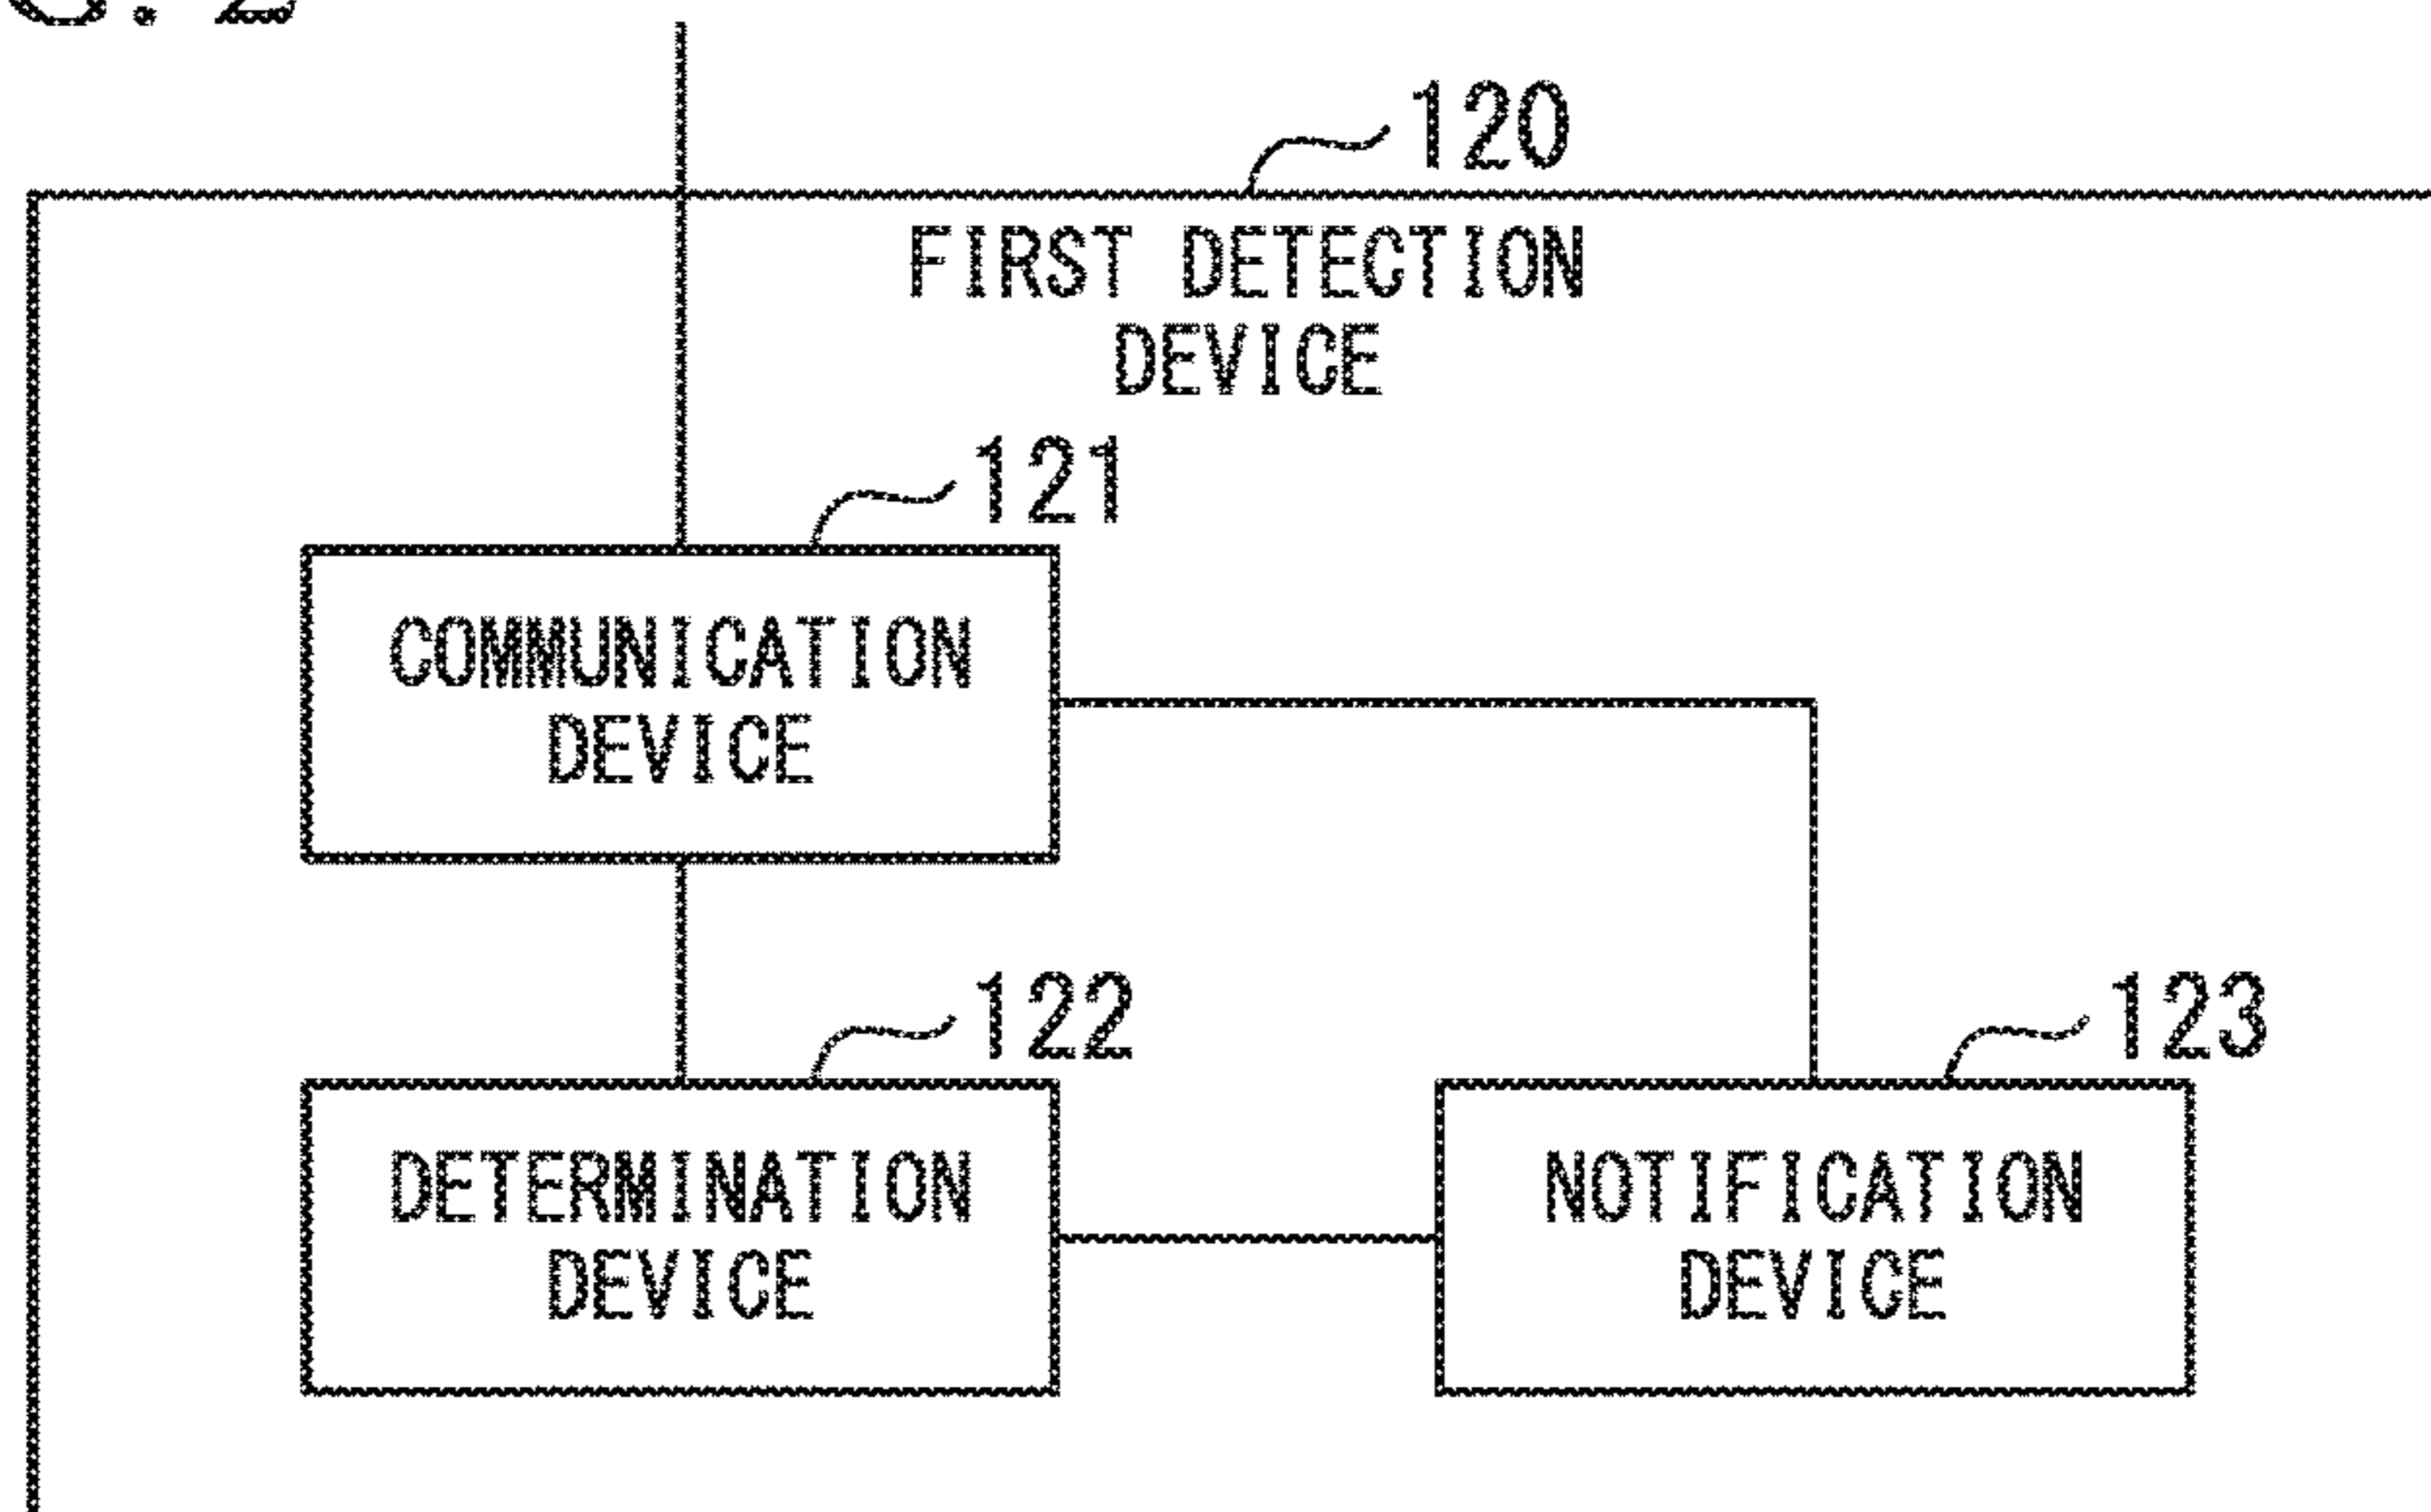 120
FIRST DETECTION
DEVICE
121
COMMUNICATION
DEVICE
122
123
DETERMINATION
DEVICE
NOTIFICATION
DEVICE